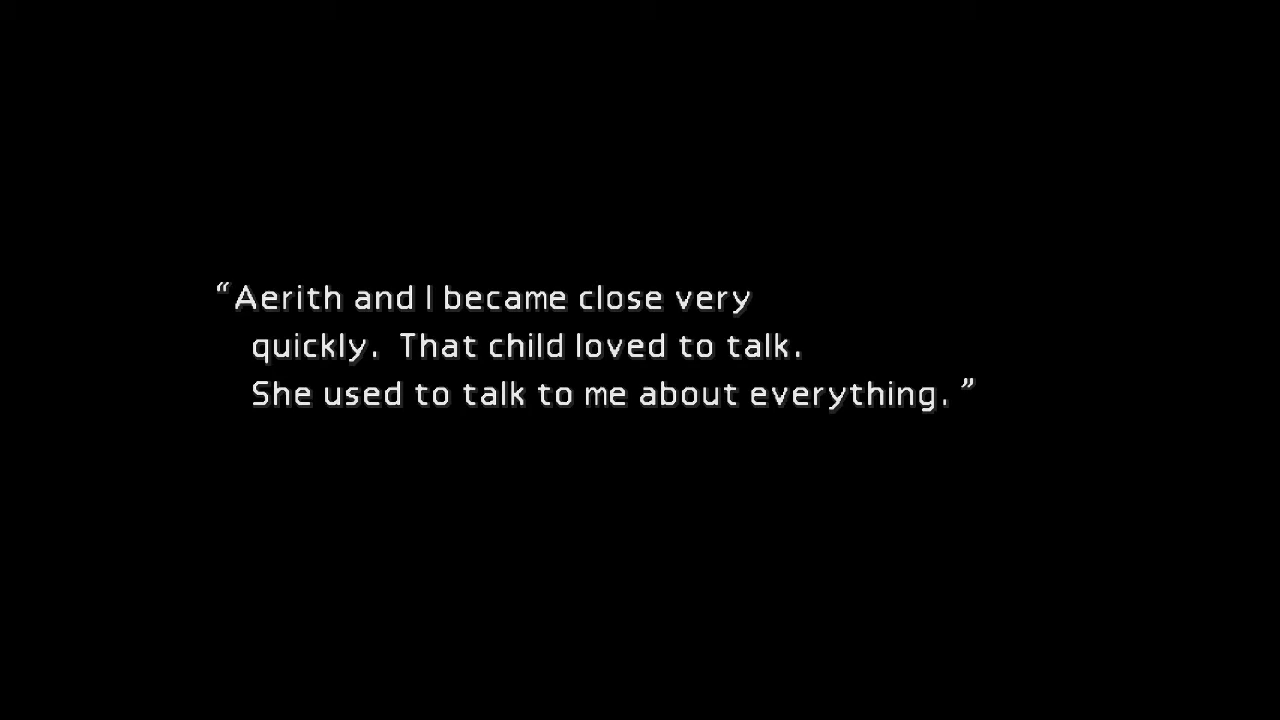 “Aerith and I became close very
quickly. That child loved to talk.
She used to talk to me about everything.”